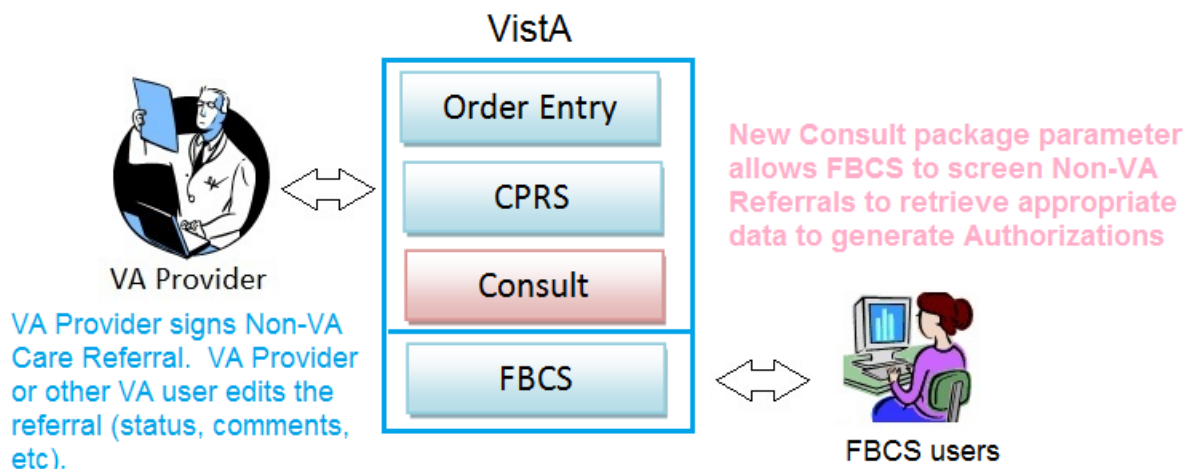 VistA
Order Entry
CPRS
Consult
FBCS
VA Provider
VA Provider signs Non-VA
Care Referral.  VA Provider
or other VA user edits the
referral (status, comments,
etc).
New Consult package parameter
allows FBCS to screen Non-VA
Referrals to retrieve appropriate
data to generate Authorizations
FBCS users